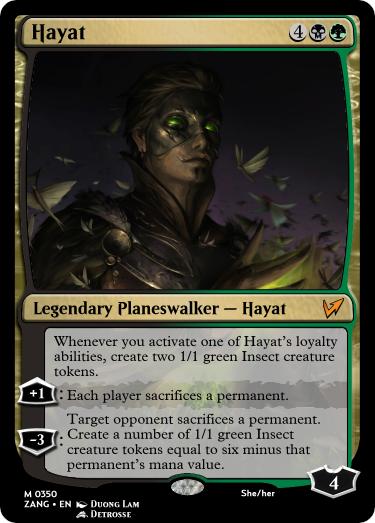 Hayat 4
Legendary Planeswalker — Hayat
Whenever you activate one of Hayat's loyalty
abilities, create two 1/1 green Insect creature
tokens.
+1: Each player sacrifices a permanent.
Target opponent sacrifices a permanent.
-3: Create a number of 1/1 green Insect
creature tokens equal to six minus that
permanent's mana value.
4
M 0350 She/her
ZANG • EN Duong Lam
Detrosse